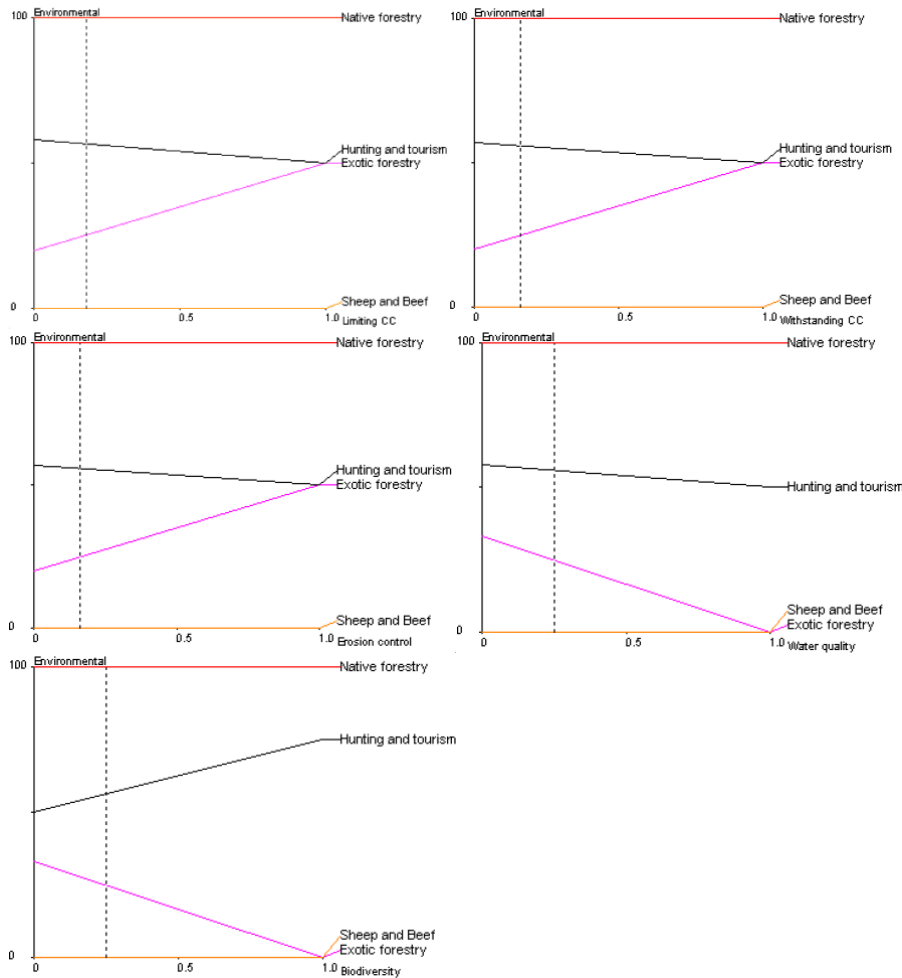 Environmental
100
Native forestry
Hunting and tourism
Exotic forestry
Sheep and Beef
0
0
0.5
1.0
Limiting CC
Environmental
100
Native forestry
Hunting and tourism
Exotic forestry
Sheep and Beef
0
0
0.5
1.0
Withstanding CC
Environmental
100
Native forestry
Hunting and tourism
Exotic forestry
Sheep and Beef
0
0
0.5
1.0
Erosion control
Environmental
100
Native forestry
Hunting and tourism
Sheep and Beef
Exotic forestry
0
0
0.5
1.0
Water quality
Environmental
100
Native forestry
Hunting and tourism
Sheep and Beef
Exotic forestry
0
0
0.5
1.0
Biodiversity